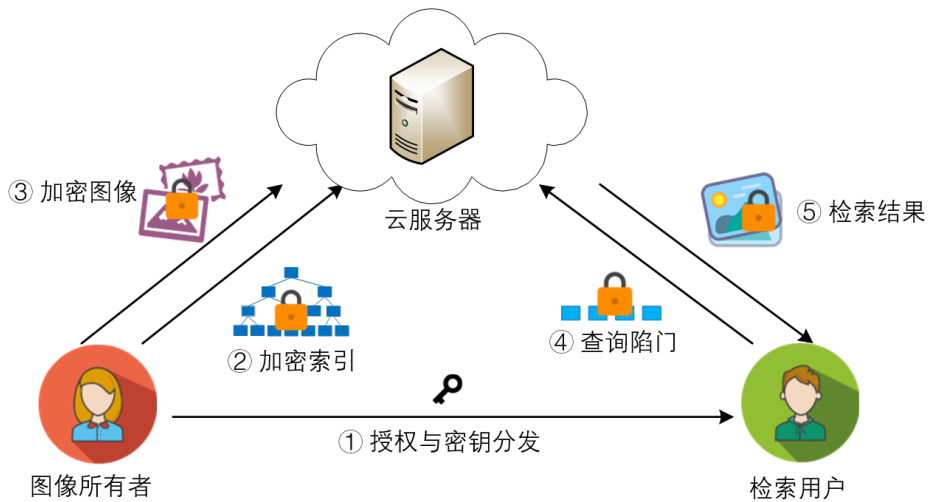 ③ 加密图像
云服务器
⑤ 检索结果
② 加密索引
④ 查询陷门
① 授权与密钥分发
图像所有者
检索用户